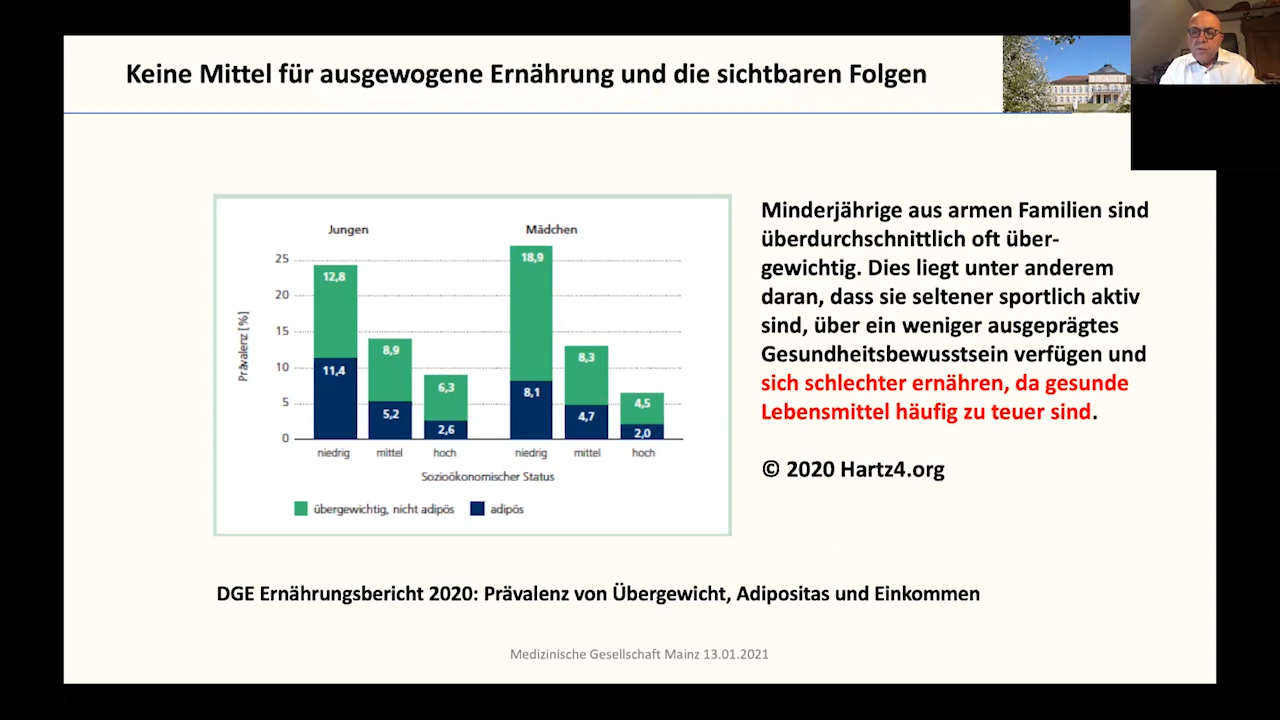 Keine Mittel für ausgewogene Ernährung und die sichtbaren Folgen
Jungen
Mädchen
Prävalenz [%]
25
20
15
10
5
0
12,8
11,4
8,9
5,2
6,3
2,6
18,9
8,1
8,3
4,7
4,5
2,0
niedrig
mittel
hoch
niedrig
mittel
hoch
Sozioökonomischer Status
übergewichtig, nicht adipös
adipös
Minderjährige aus armen Familien sind
überdurchschnittlich oft über-
gewichtig. Dies liegt unter anderem
daran, dass sie seltener sportlich aktiv
sind, über ein weniger ausgeprägtes
Gesundheitsbewusstsein verfügen und
sich schlechter ernähren, da gesunde
Lebensmittel häufig zu teuer sind.
© 2020 Hartz4.org
DGE Ernährungsbericht 2020: Prävalenz von Übergewicht, Adipositas und Einkommen
Medizinische Gesellschaft Mainz 13.01.2021